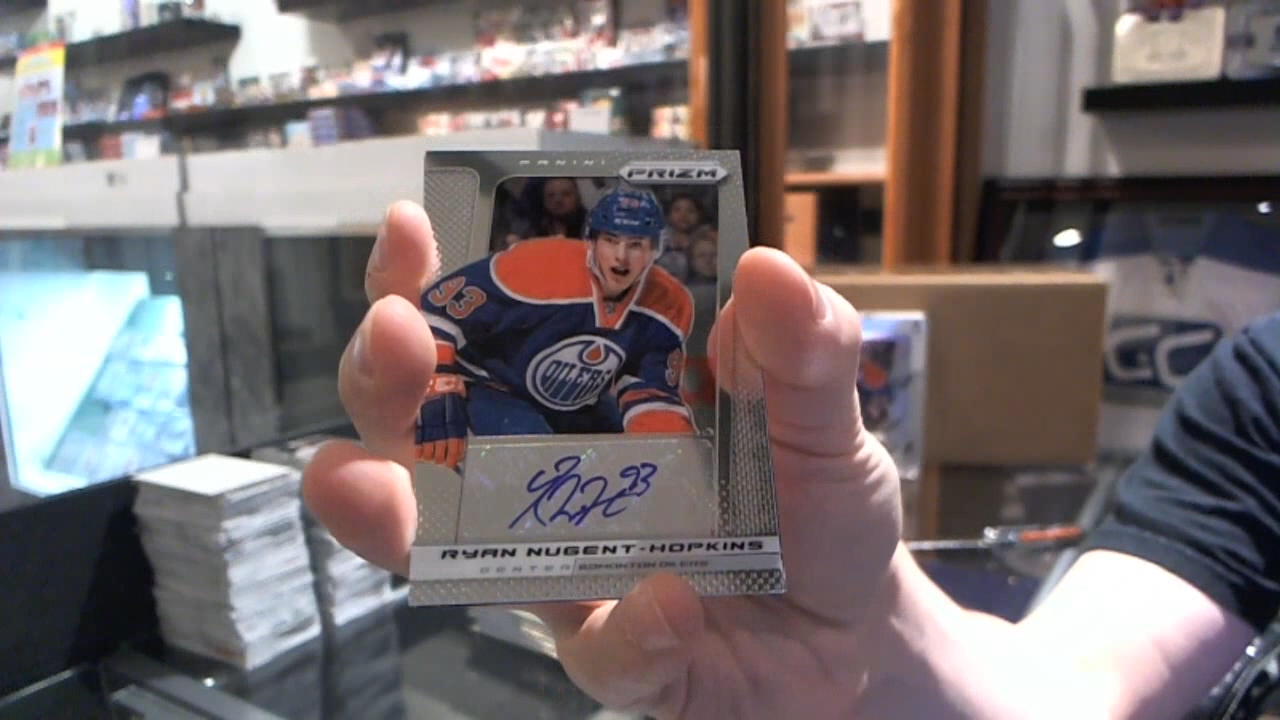 PANINI
PRIZM
93
OILERS
93
RYAN NUGENT-HOPKINS
CENTER EDMONTON OILERS